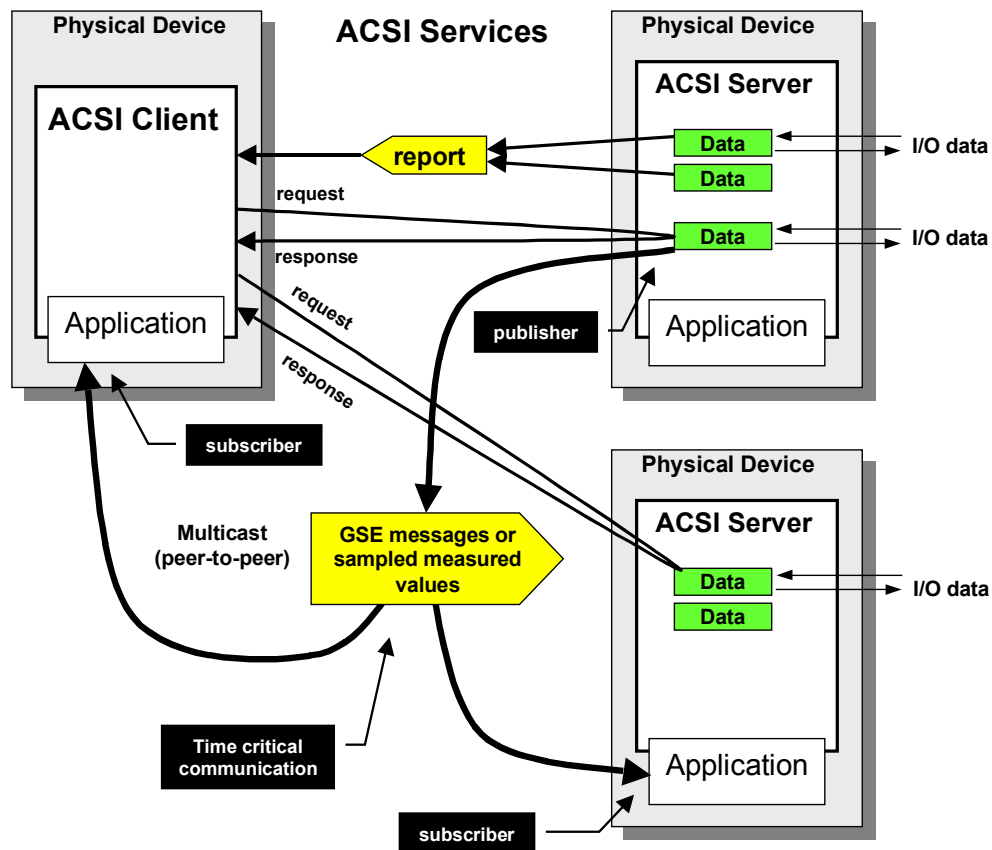 Physical Device
ACSI Services
Physical Device
ACSI Client
ACSI Server
report
Data
I/O data
Data
request
Data
I/O data
response
request
Application
publisher
Application
response
subscriber
Physical Device
Multicast
(peer-to-peer)
GSE messages or
sampled measured
values
ACSI Server
Data
I/O data
Data
Time critical
communication
Application
subscriber